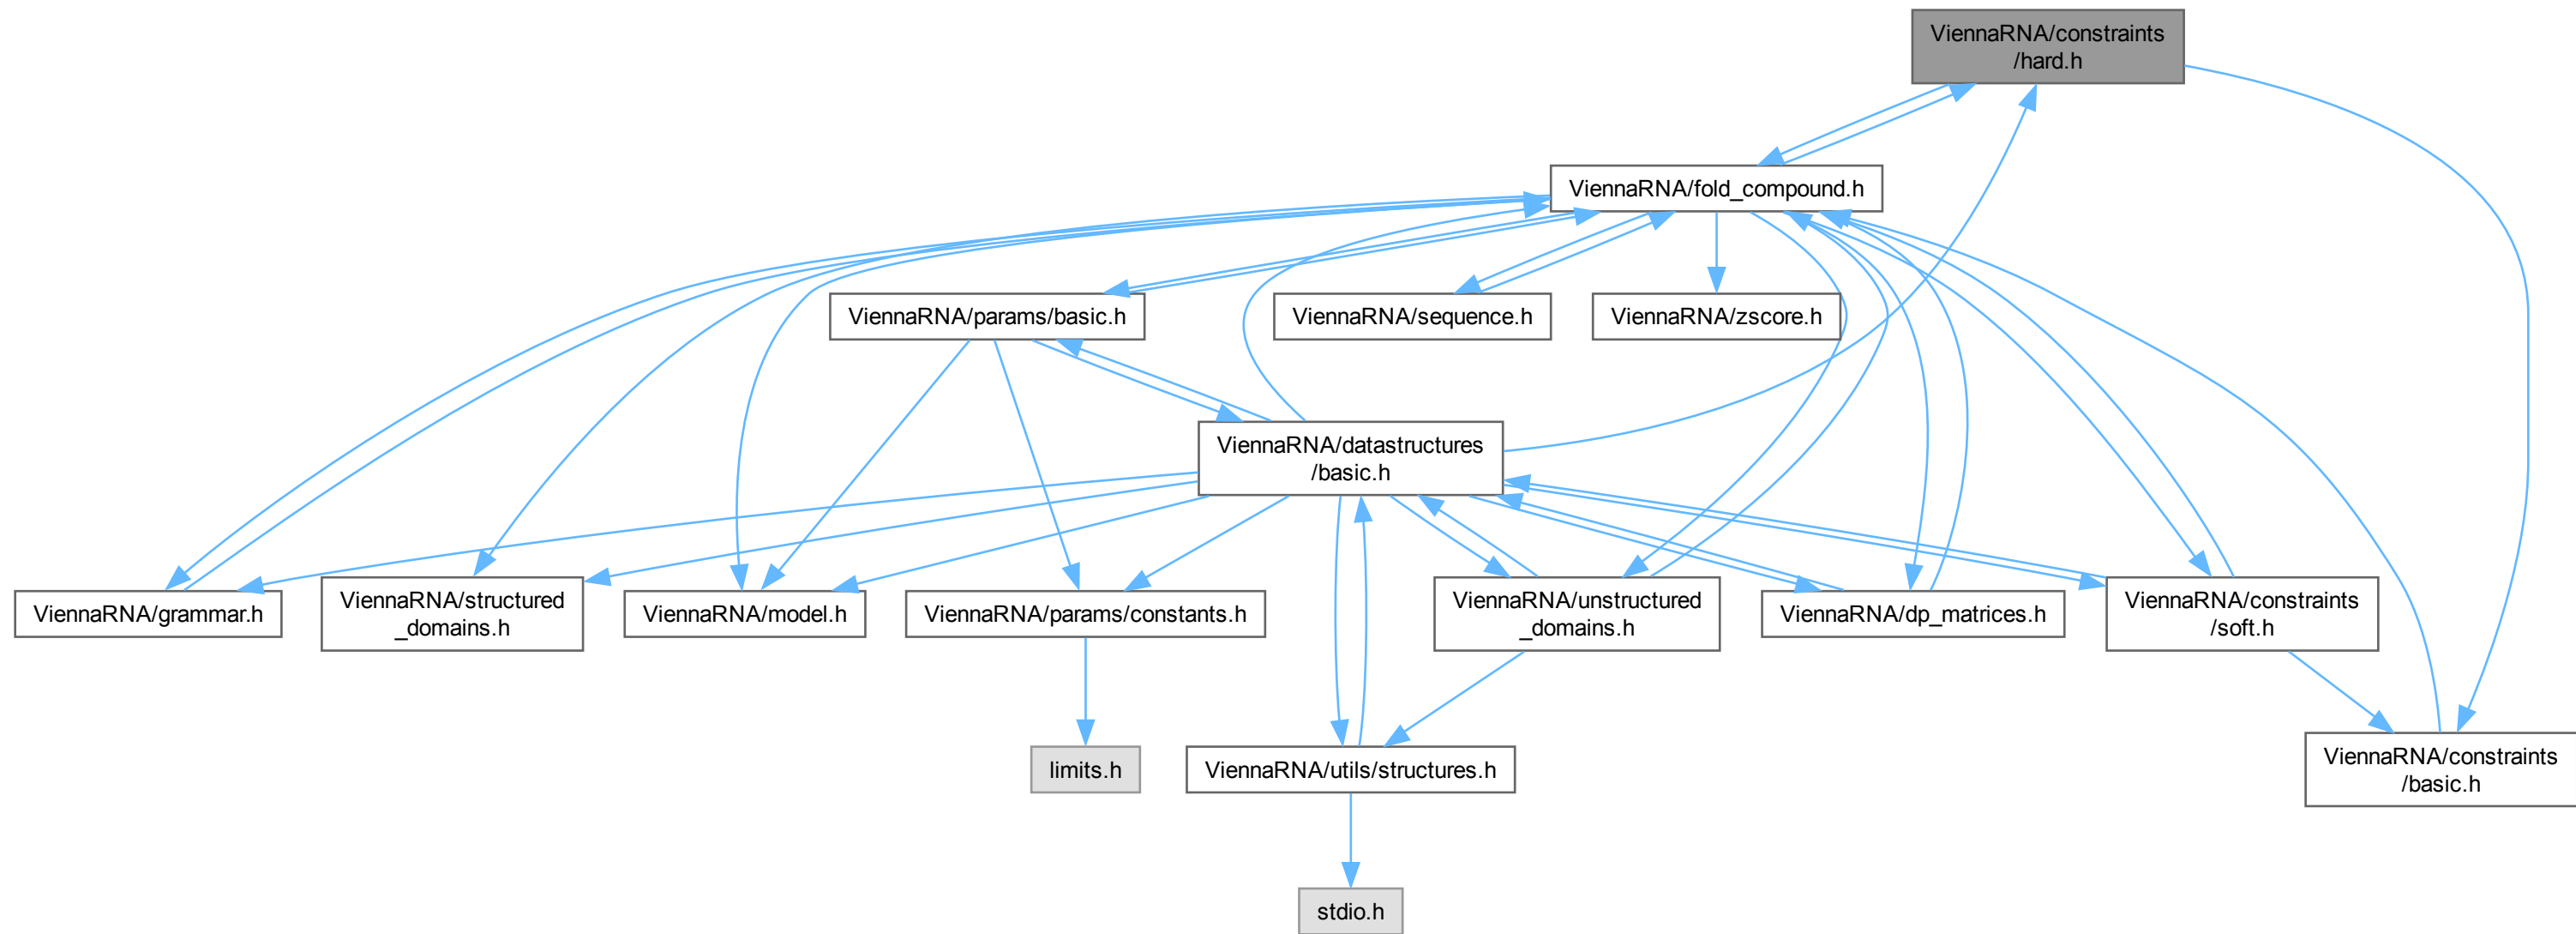 ViennaRNA/constraints
/hard.h
ViennaRNA/fold_compound.h
ViennaRNA/params/basic.h
ViennaRNA/sequence.h
ViennaRNA/zscore.h
ViennaRNA/datastructures
/basic.h
ViennaRNA/grammar.h
ViennaRNA/structured
_domains.h
ViennaRNA/model.h
ViennaRNA/params/constants.h
ViennaRNA/unstructured
_domains.h
ViennaRNA/dp_matrices.h
ViennaRNA/constraints
/soft.h
limits.h
ViennaRNA/utils/structures.h
ViennaRNA/constraints
/basic.h
stdio.h